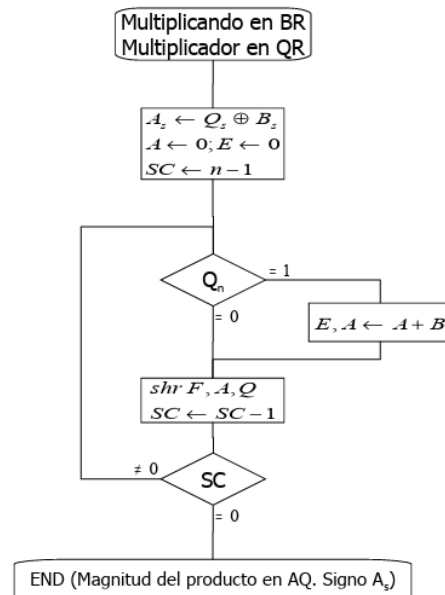 Multiplicando en BR
Multiplicador en QR
A_s ← Q_s ⊕ B_s
A ← 0; E ← 0
SC ← n − 1
= 1
Q_n
= 0
E, A ← A + B
shr F, A, Q
SC ← SC − 1
≠ 0
SC
= 0
END (Magnitud del producto en AQ. Signo A_s)